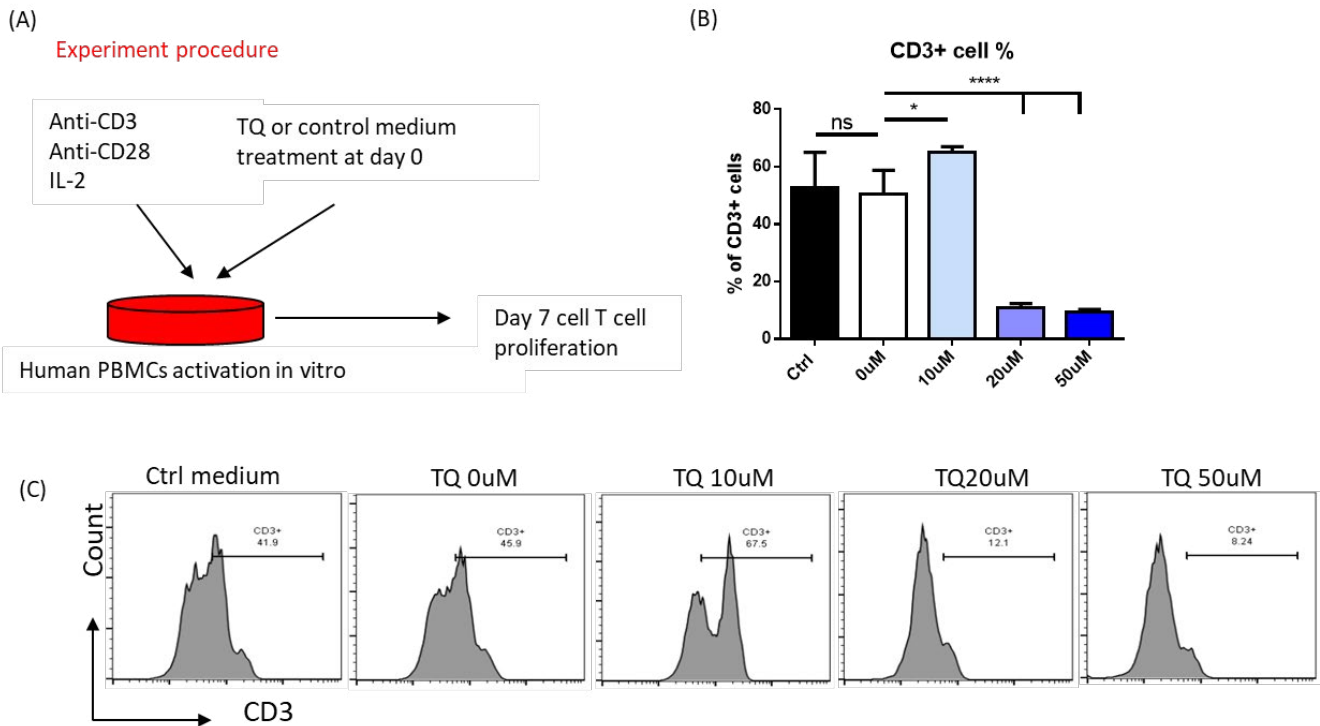 (A)
Experiment procedure
Anti-CD3
Anti-CD28
IL-2
TQ or control medium
treatment at day 0
Human PBMCs activation in vitro
Day 7 cell T cell
proliferation
(B)
CD3+ cell %
****
*
ns
% of CD3+ cells
80
60
40
20
0
Ctrl
0uM
10uM
20uM
50uM
(C)
Ctrl medium
TQ 0uM
TQ 10uM
TQ20uM
TQ 50uM
Count
CD3+
41.9
CD3+
45.9
CD3+
67.5
CD3+
12.1
CD3+
8.24
CD3